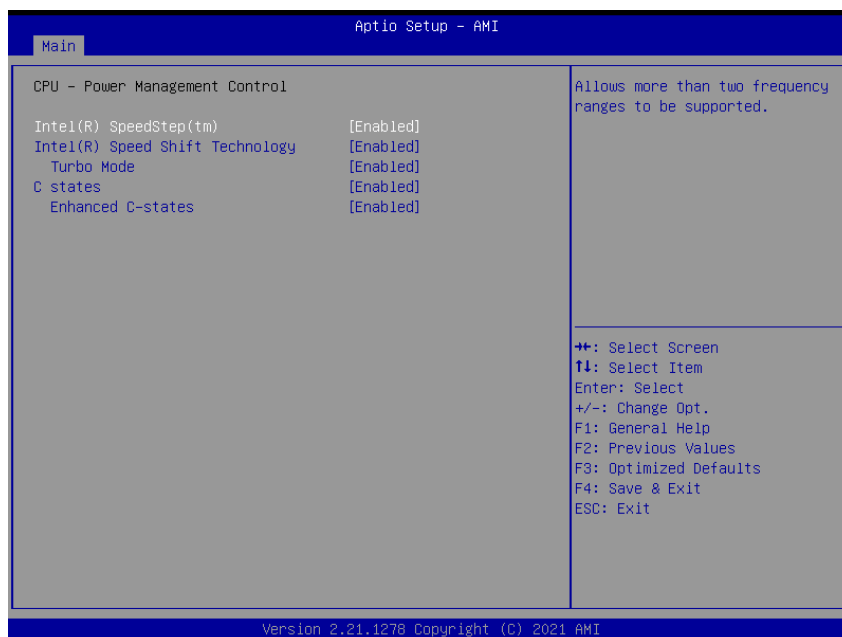 Aptio Setup – AMI
Main
CPU – Power Management Control
Intel(R) SpeedStep(tm) [Enabled]
Intel(R) Speed Shift Technology [Enabled]
Turbo Mode [Enabled]
C states [Enabled]
Enhanced C-states [Enabled]
Allows more than two frequency
ranges to be supported.
→←: Select Screen
↑↓: Select Item
Enter: Select
+/-: Change Opt.
F1: General Help
F2: Previous Values
F3: Optimized Defaults
F4: Save & Exit
ESC: Exit
Version 2.21.1278 Copyright (C) 2021 AMI